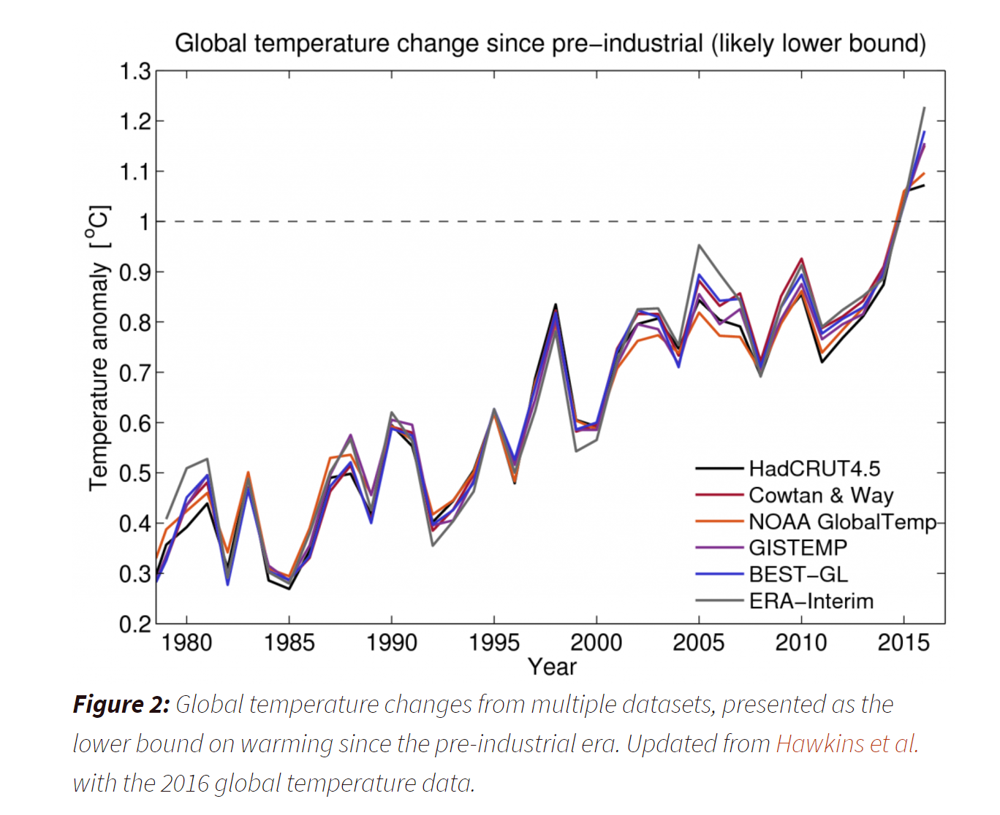 Global temperature change since pre−industrial (likely lower bound)
1.3
1.2
1.1
1
0.9
0.8
0.7
0.6
0.5
0.4
0.3
0.2
Temperature anomaly [°C]
HadCRUT4.5
Cowtan & Way
NOAA GlobalTemp
GISTEMP
BEST−GL
ERA−Interim
1980 1985 1990 1995 2000 2005 2010 2015
Year
Figure 2: Global temperature changes from multiple datasets, presented as the
lower bound on warming since the pre-industrial era. Updated from Hawkins et al.
with the 2016 global temperature data.